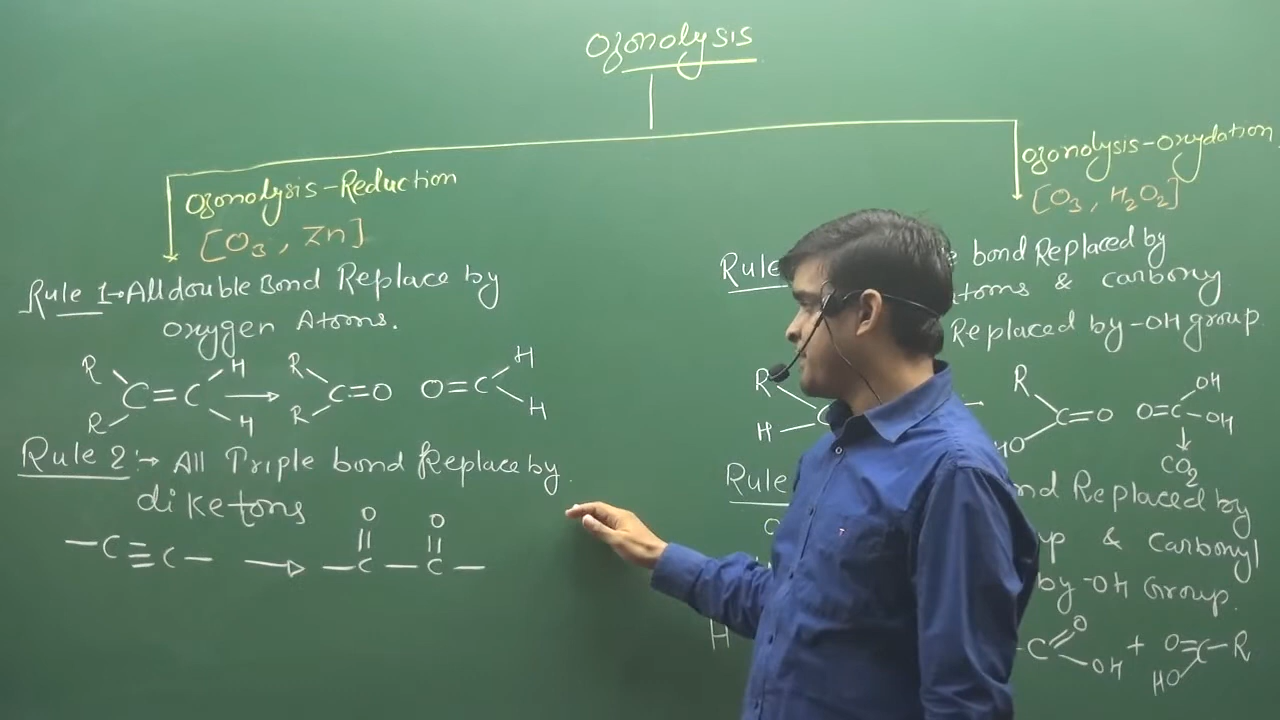 Ozonolysis
Ozonolysis-Reduction
[O3, Zn]
Rule 1→ All double Bond Replace by
oxygen Atoms.
R R C=C H H → R R C=O O=C H H
Rule 2:→ All Triple bond Replace by
diketons
—C≡C— → —C—C—
O O
Ozonolysis-Oxydation
[O3, H2O2]
Rule bond Replaced by
atoms & carbony
Replaced by -OH group
R H C → R HO C=O O=C OH OH
CO2
Rule Replaced by
& Carbonyl
by -OH Group.
H C O OH + O=C-R HO